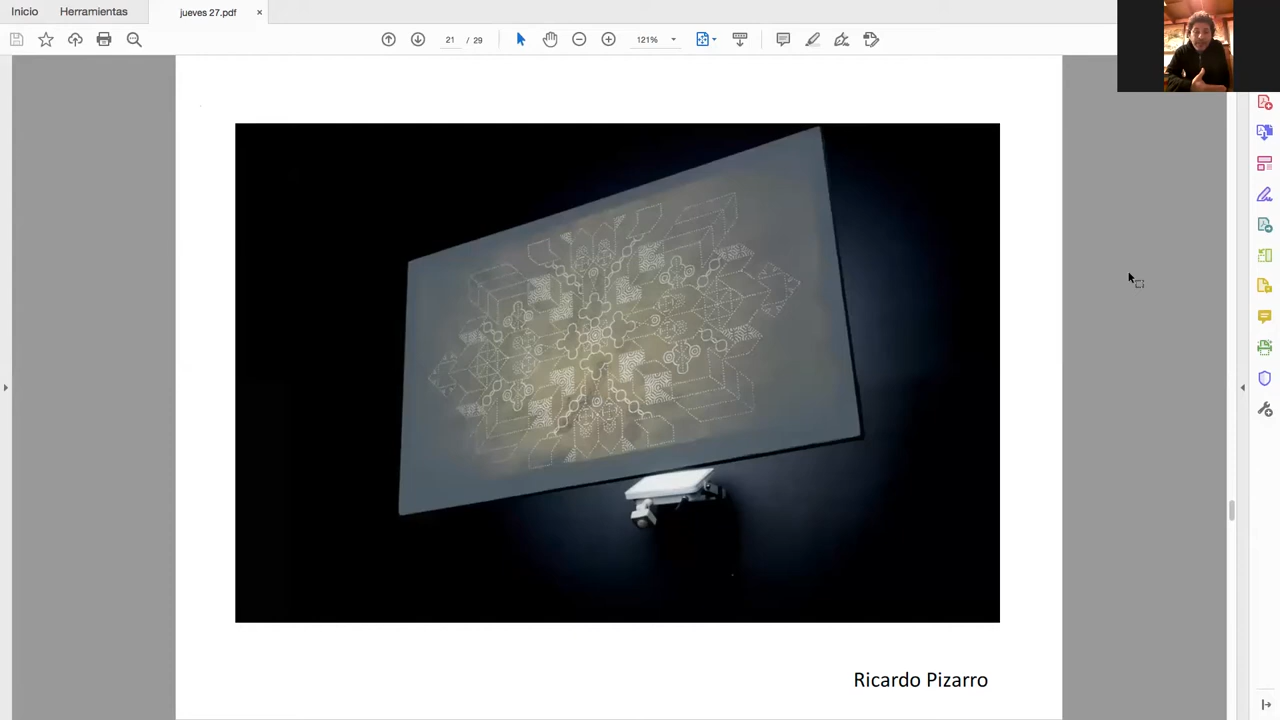 Inicio
Herramientas
jueves 27.pdf
×
21 / 29
121%
Ricardo Pizarro